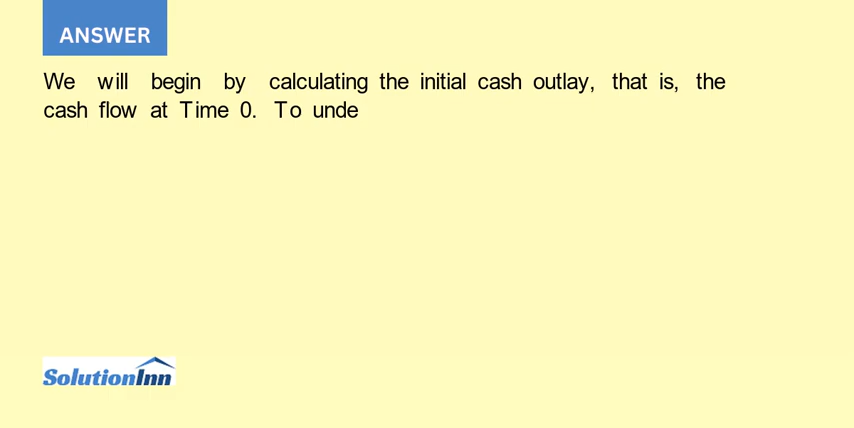 ANSWER
We will begin by calculating the initial cash outlay, that is, the
cash flow at Time 0. To unde
SolutionInn